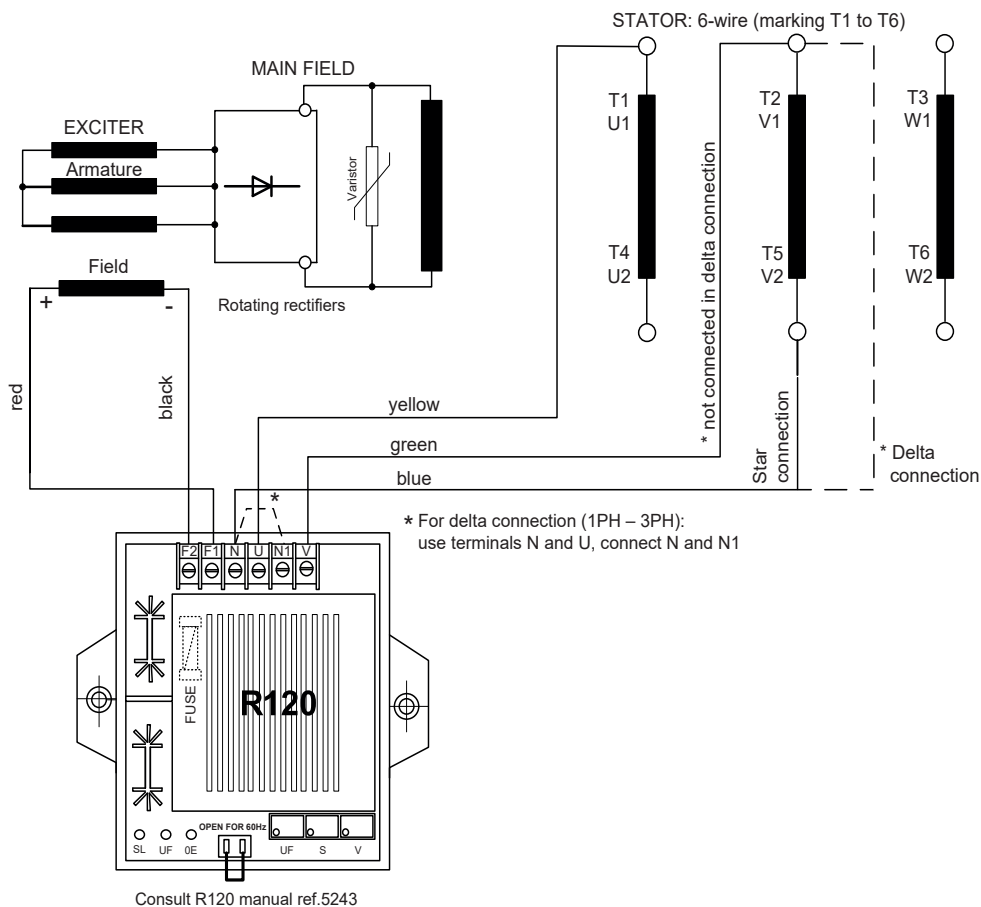 STATOR: 6-wire (marking T1 to T6)
MAIN FIELD
EXCITER
Armature
Varistor
Field
+
-
Rotating rectifiers
T1
U1
T4
U2
T2
V1
T5
V2
T3
W1
T6
W2
* not connected in delta connection
Star
connection
* Delta
connection
red
black
yellow
green
blue
*
* For delta connection (1PH – 3PH):
use terminals N and U, connect N and N1
F2 F1 N U N1 V
FUSE
R120
OPEN FOR 60Hz
SL UF 0E
UF S V
Consult R120 manual ref.5243